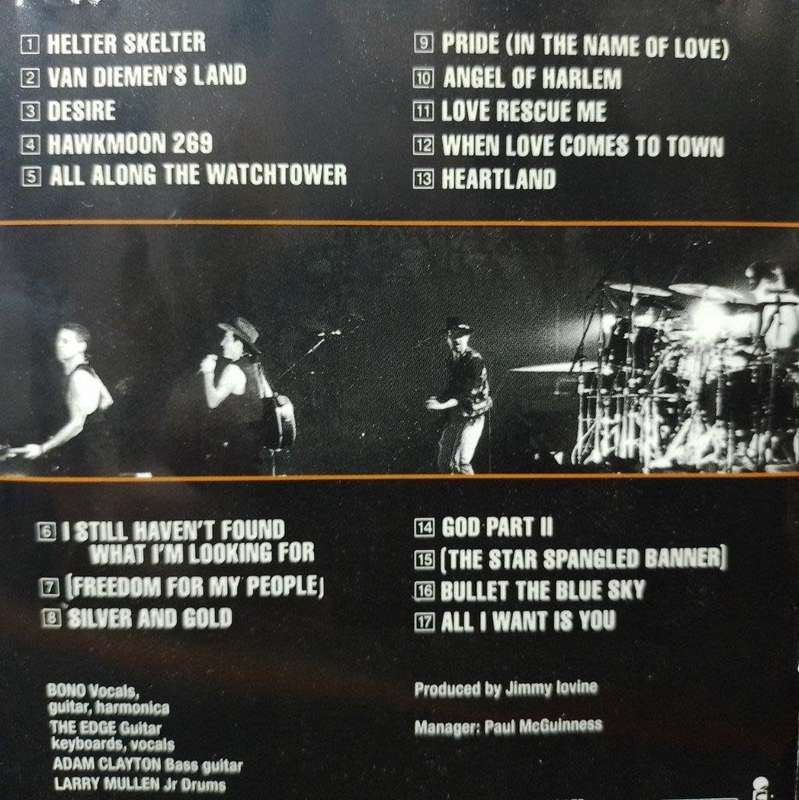 1 HELTER SKELTER
2 VAN DIEMEN'S LAND
3 DESIRE
4 HAWKMOON 269
5 ALL ALONG THE WATCHTOWER
9 PRIDE (IN THE NAME OF LOVE)
10 ANGEL OF HARLEM
11 LOVE RESCUE ME
12 WHEN LOVE COMES TO TOWN
13 HEARTLAND
6 I STILL HAVEN'T FOUND
WHAT I'M LOOKING FOR
7 (FREEDOM FOR MY PEOPLE)
8 SILVER AND GOLD
14 GOD PART II
15 (THE STAR SPANGLED BANNER)
16 BULLET THE BLUE SKY
17 ALL I WANT IS YOU
BONO Vocals,
guitar, harmonica
THE EDGE Guitar
keyboards, vocals
ADAM CLAYTON Bass guitar
LARRY MULLEN Jr Drums
Produced by Jimmy Iovine
Manager: Paul McGuinness